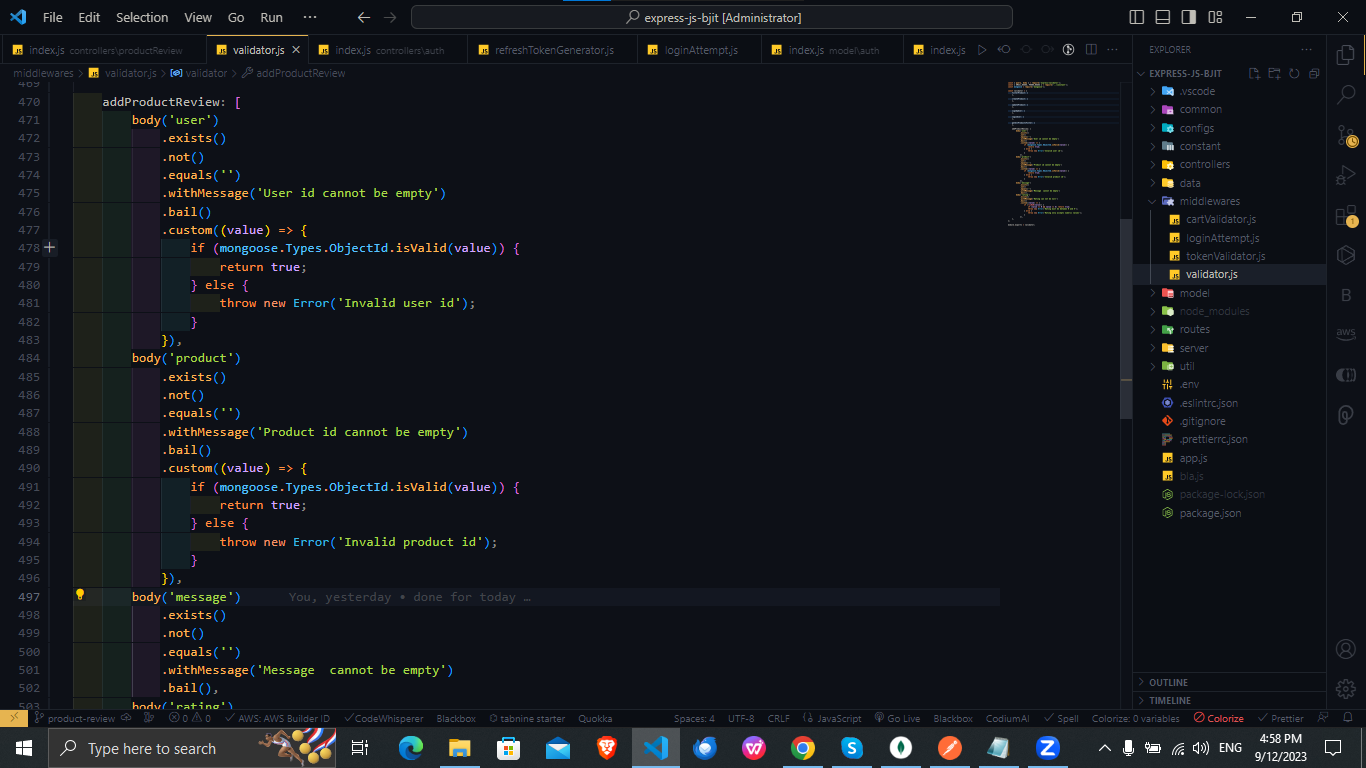 File Edit Selection View Go Run ··· express-js-bjit [Administrator]
index.js controllers\productReview validator.js index.js controllers\auth refreshTokenGenerator.js loginAttempt.js index.js model\auth index.js
middlewares > validator.js > validator > addProductReview
469
470 addProductReview: [
471 body('user')
472 .exists()
473 .not()
474 .equals('')
475 .withMessage('User id cannot be empty')
476 .bail()
477 .custom((value) => {
478 if (mongoose.Types.ObjectId.isValid(value)) {
479 return true;
480 } else {
481 throw new Error('Invalid user id');
482 }
483 }),
484 body('product')
485 .exists()
486 .not()
487 .equals('')
488 .withMessage('Product id cannot be empty')
489 .bail()
490 .custom((value) => {
491 if (mongoose.Types.ObjectId.isValid(value)) {
492 return true;
493 } else {
494 throw new Error('Invalid product id');
495 }
496 }),
497 body('message') You, yesterday • done for today …
498 .exists()
499 .not()
500 .equals('')
501 .withMessage('Message  cannot be empty')
502 .bail(),
503 body('rating')
EXPLORER
EXPRESS-JS-BJIT
.vscode
common
configs
constant
controllers
data
middlewares
cartValidator.js
loginAttempt.js
tokenValidator.js
validator.js
model
node_modules
routes
server
util
.env
.eslintrc.json
.gitignore
.prettierrc.json
app.js
bia.js
package-lock.json
package.json
OUTLINE
TIMELINE
1
B
aws
product-review 0 0 AWS: AWS Builder ID CodeWhisperer Blackbox tabnine starter Quokka Spaces: 4 UTF-8 CRLF JavaScript Go Live Blackbox CodiumAI Spell Colorize: 0 variables Colorize Prettier
Type here to search
ENG
4:58 PM
9/12/2023